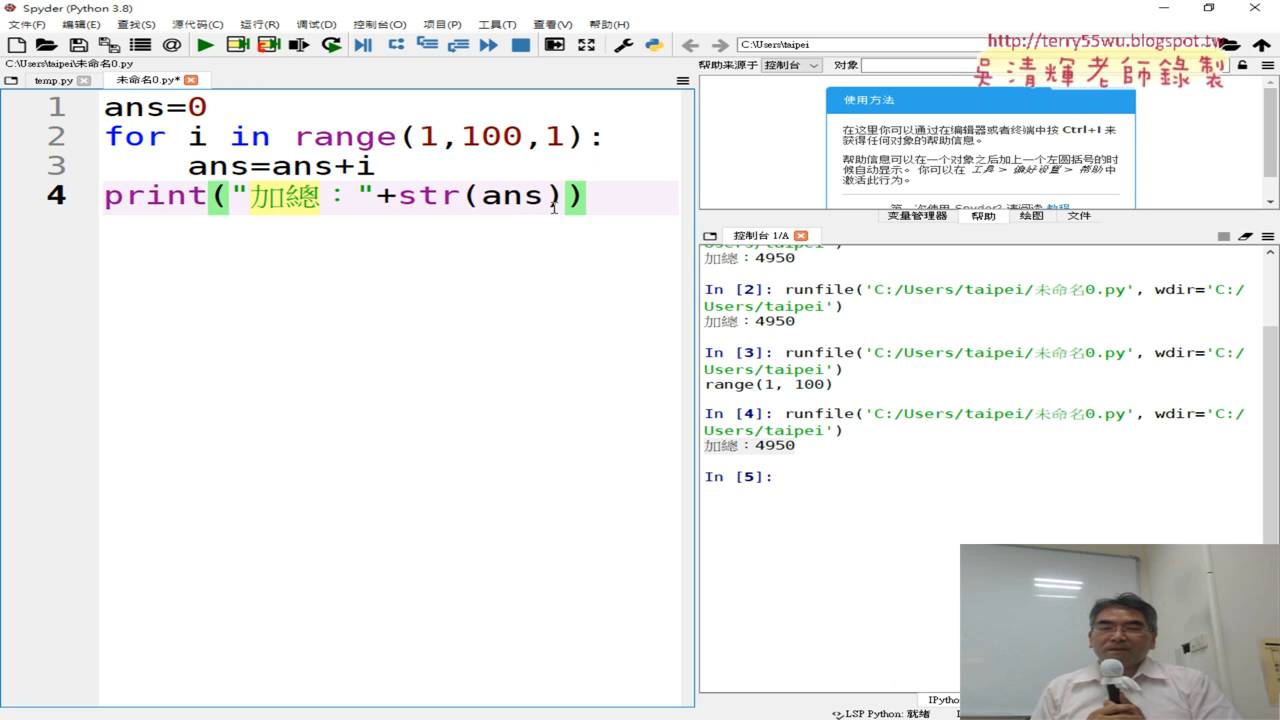 Spyder (Python 3.8)
文件(F) 编辑(E) 查找(S) 源代码(C) 运行(R) 调试(D) 控制台(O) 项目(P) 工具(T) 查看(V) 帮助(H)
C:\Users\taipei
http://terry55wu.blogspot.tw
吳清輝老師錄製
C:\Users\taipei\未命名0.py
temp.py 未命名0.py*
1 ans=0
2 for i in range(1,100,1):
3 ans=ans+i
4 print("加總："+str(ans))
帮助来源于 控制台 对象
使用方法
在这里你可以通过在编辑器或者终端中按 Ctrl+I 来
获得任何对象的帮助信息。
帮助信息可以在一个对象之后加上一个左圆括号的时
候自动显示。你可以在 工具 > 偏好设置 > 帮助 中
激活此行为。
变量管理器 帮助 绘图 文件
控制台 1/A
Users/taipei')
加總：4950
In [2]: runfile('C:/Users/taipei/未命名0.py', wdir='C:/
Users/taipei')
加總：4950
In [3]: runfile('C:/Users/taipei/未命名0.py', wdir='C:/
Users/taipei')
range(1, 100)
In [4]: runfile('C:/Users/taipei/未命名0.py', wdir='C:/
Users/taipei')
加總：4950
In [5]:
LSP Python: 就绪